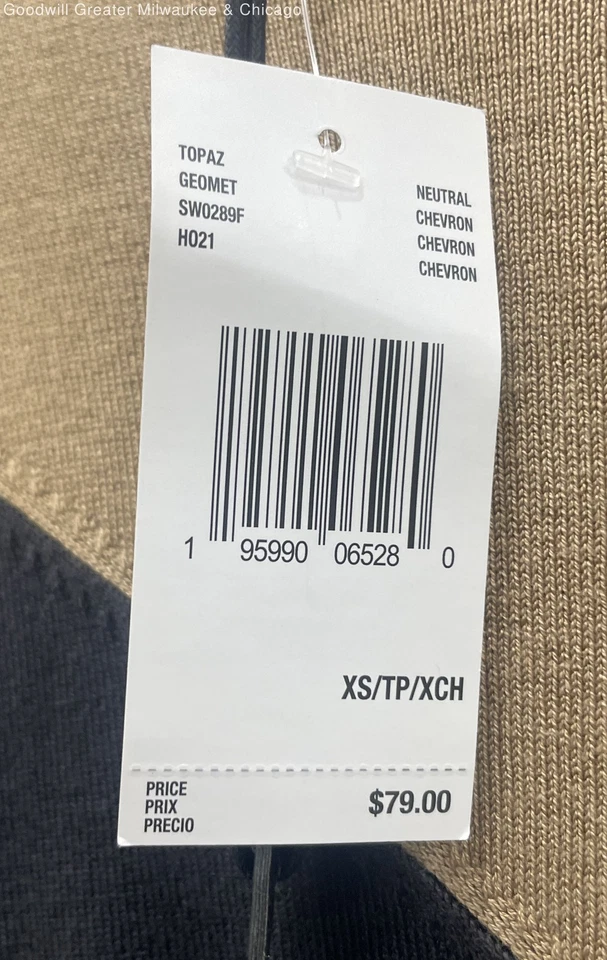 Goodwill Greater Milwaukee & Chicago
TOPAZ
GEOMET
SW0289F
H021
NEUTRAL
CHEVRON
CHEVRON
CHEVRON
1 95990 06528 0
XS/TP/XCH
PRICE
PRIX
PRECIO
$79.00